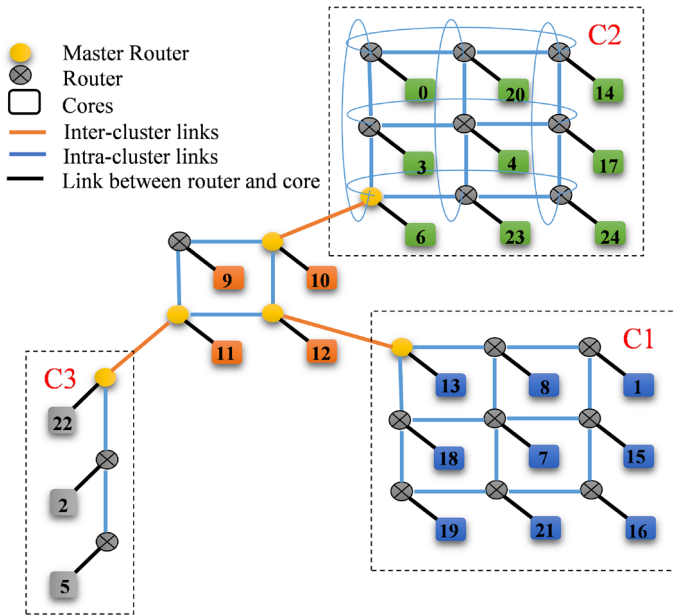 Master Router
Router
Cores
Inter-cluster links
Intra-cluster links
Link between router and core
C2
0 20 14
3 4 17
6 23 24
9 10
11 12
C1
13 8 1
18 7 15
19 21 16
C3
22
2
5